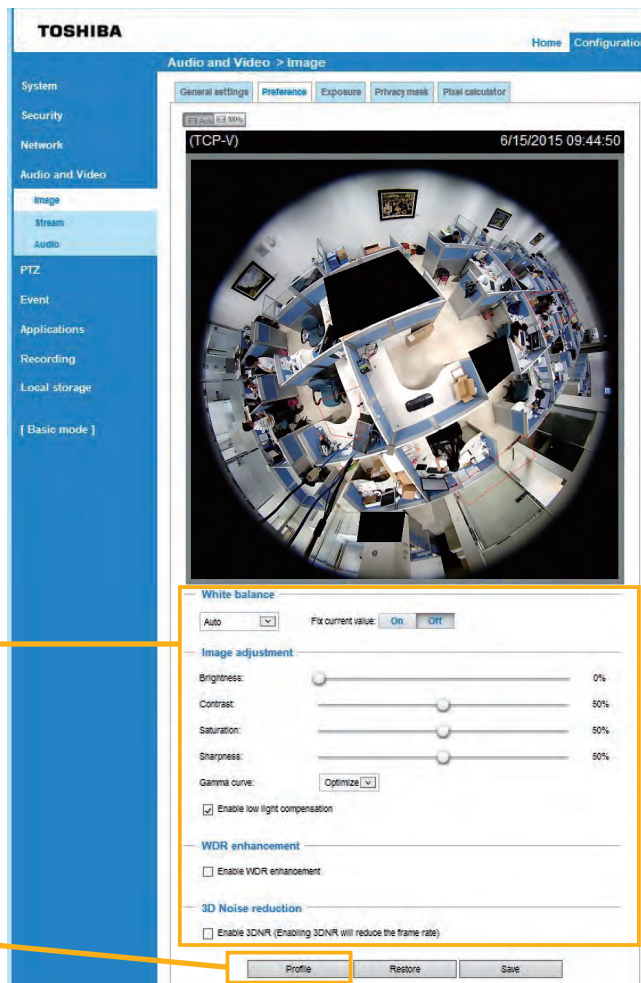 TOSHIBA
Home Configuratio
Audio and Video > Image
System
Security
Network
Audio and Video
Image
Stream
Audio
PTZ
Event
Applications
Recording
Local storage
[ Basic mode ]
General settings Preference Exposure Privacy mask Pixel calculator
Auto 100%
(TCP-V) 6/15/2015 09:44:50
White balance
Auto Fix current value: On Off
Image adjustment
Brightness: 0%
Contrast: 50%
Saturation: 50%
Sharpness: 50%
Gamma curve: Optimize
Enable low light compensation
WDR enhancement
Enable WDR enhancement
3D Noise reduction
Enable 3DNR (Enabling 3DNR will reduce the frame rate)
Profile Restore Save